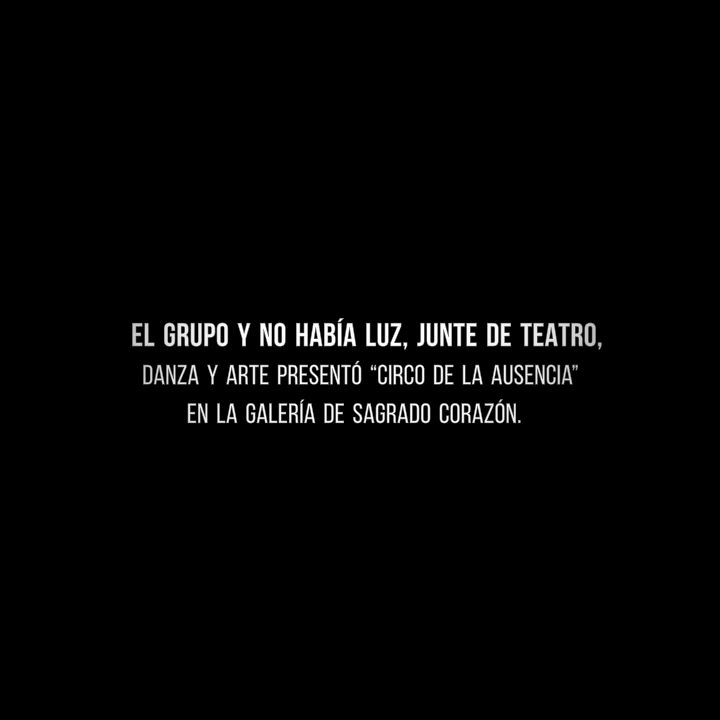 EL GRUPO Y NO HABÍA LUZ, JUNTE DE TEATRO,
DANZA Y ARTE PRESENTÓ “CIRCO DE LA AUSENCIA”
EN LA GALERÍA DE SAGRADO CORAZÓN.